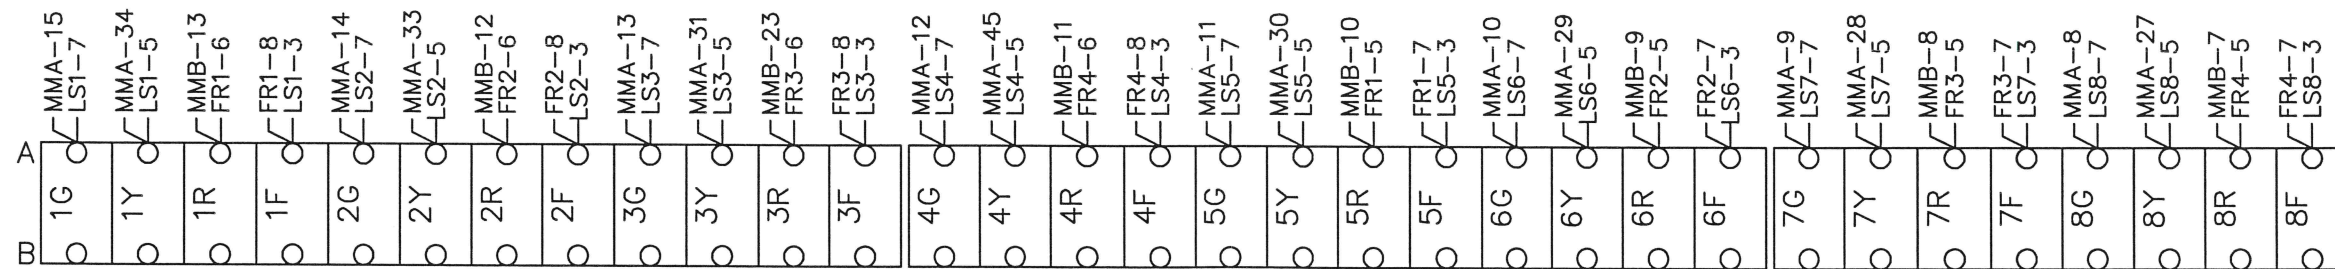 MMA-15
LS1-7
MMA-34
LS1-5
MMB-13
FR1-6
FR1-8
LS1-3
MMA-14
LS2-7
MMA-33
LS2-5
MMB-12
FR2-6
FR2-8
LS2-3
MMA-13
LS3-7
MMA-31
LS3-5
MMB-23
FR3-6
FR3-8
LS3-3
MMA-12
LS4-7
MMA-45
LS4-5
MMB-11
FR4-6
FR4-8
LS4-3
MMA-11
LS5-7
MMA-30
LS5-5
MMB-10
FR1-5
FR1-7
LS5-3
MMA-10
LS6-7
MMA-29
LS6-5
MMB-9
FR2-5
FR2-7
LS6-3
MMA-9
LS7-7
MMA-28
LS7-5
MMB-8
FR3-5
FR3-7
LS7-3
MMA-8
LS8-7
MMA-27
LS8-5
MMB-7
FR4-5
FR4-7
LS8-3
A
1G
1Y
1R
1F
2G
2Y
2R
2F
3G
3Y
3R
3F
4G
4Y
4R
4F
5G
5Y
5R
5F
6G
6Y
6R
6F
7G
7Y
7R
7F
8G
8Y
8R
8F
B